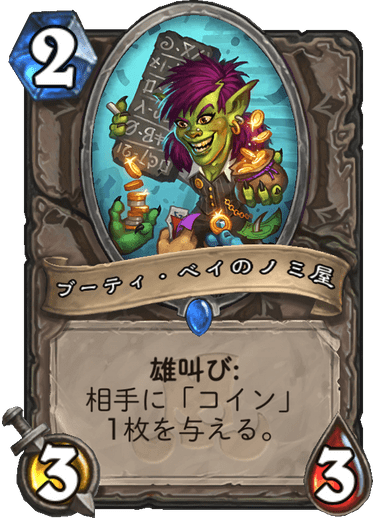 2
ブーティ・ベイのノミ屋
雄叫び:
相手に「コイン」
1枚を与える。
3
3